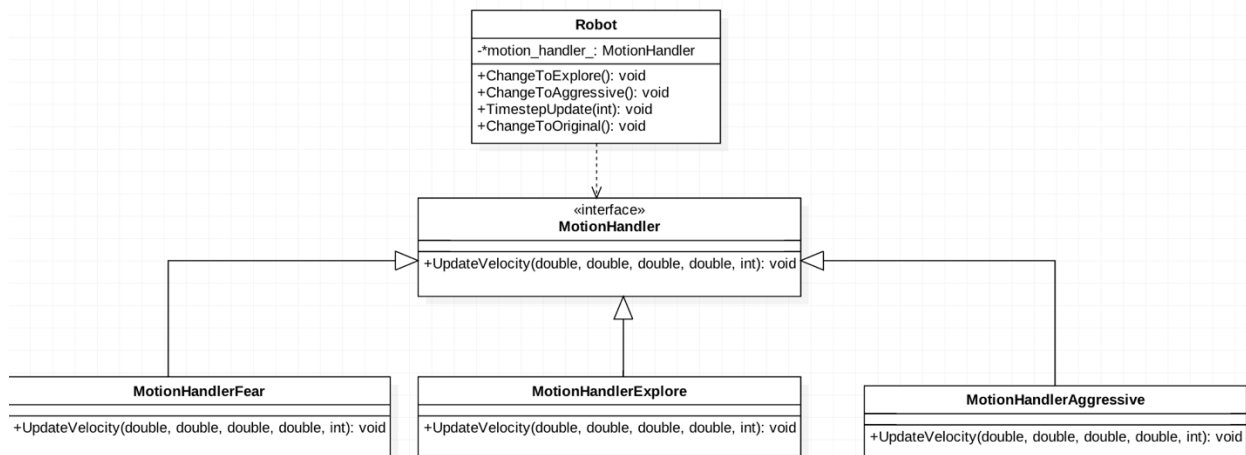 Robot
-*motion_handler_: MotionHandler
+ChangeToExplore(): void
+ChangeToAggressive(): void
+TimestepUpdate(int): void
+ChangeToOriginal(): void
«interface»
MotionHandler
+UpdateVelocity(double, double, double, double, int): void
MotionHandlerFear
+UpdateVelocity(double, double, double, double, int): void
MotionHandlerExplore
+UpdateVelocity(double, double, double, double, int): void
MotionHandlerAggressive
+UpdateVelocity(double, double, double, double, int): void